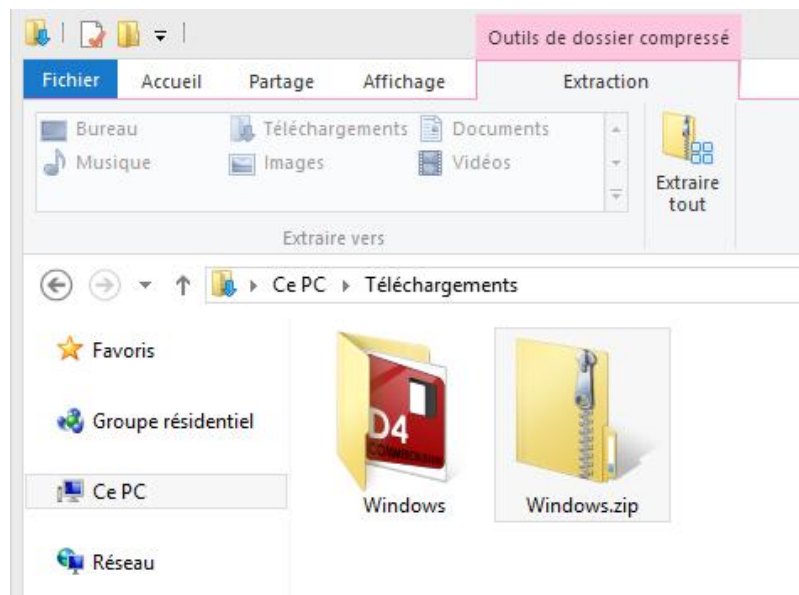 Outils de dossier compressé
Fichier Accueil Partage Affichage Extraction
Bureau Téléchargements Documents
Musique Images Vidéos
Extraire tout
Extraire vers
Ce PC Téléchargements
Favoris
Groupe résidentiel
Ce PC
Réseau
D4
Windows
Windows.zip